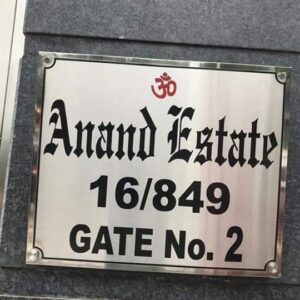 ॐ
Anand Estate
16/849
GATE No. 2